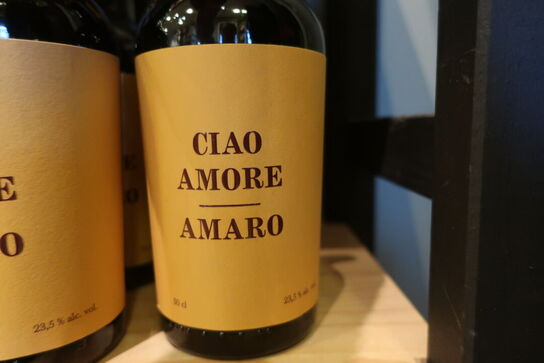 CIAO
AMORE
AMARO
50 cl
23,5 % alc. vol.
E
O
23,5 % alc. vol.